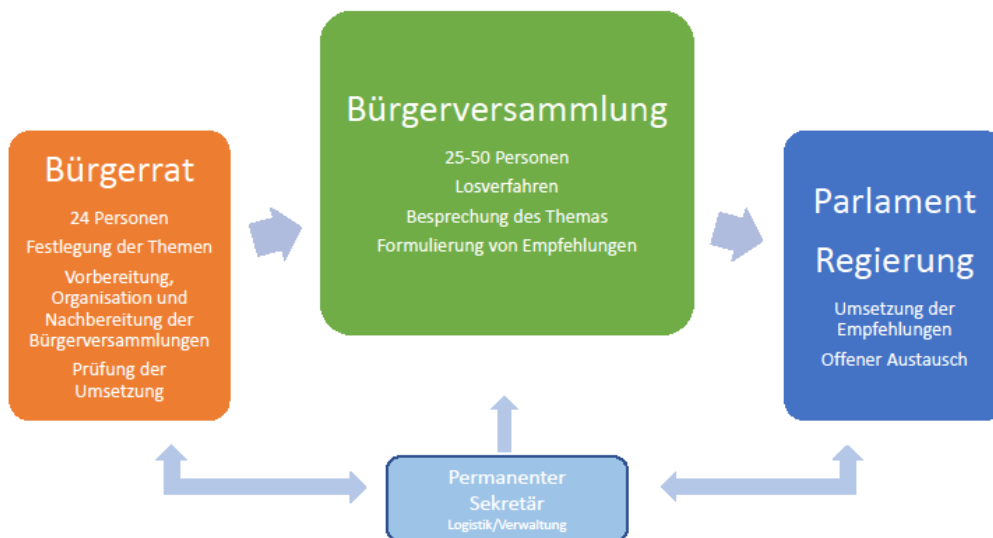 Bürgerrat
24 Personen
Festlegung der Themen
Vorbereitung,
Organisation und
Nachbereitung der
Bürgerversammlungen
Prüfung der
Umsetzung
Bürgerversammlung
25-50 Personen
Losverfahren
Besprechung des Themas
Formulierung von Empfehlungen
Parlament
Regierung
Umsetzung der
Empfehlungen
Offener Austausch
Permanenter
Sekretär
Logistik/Verwaltung